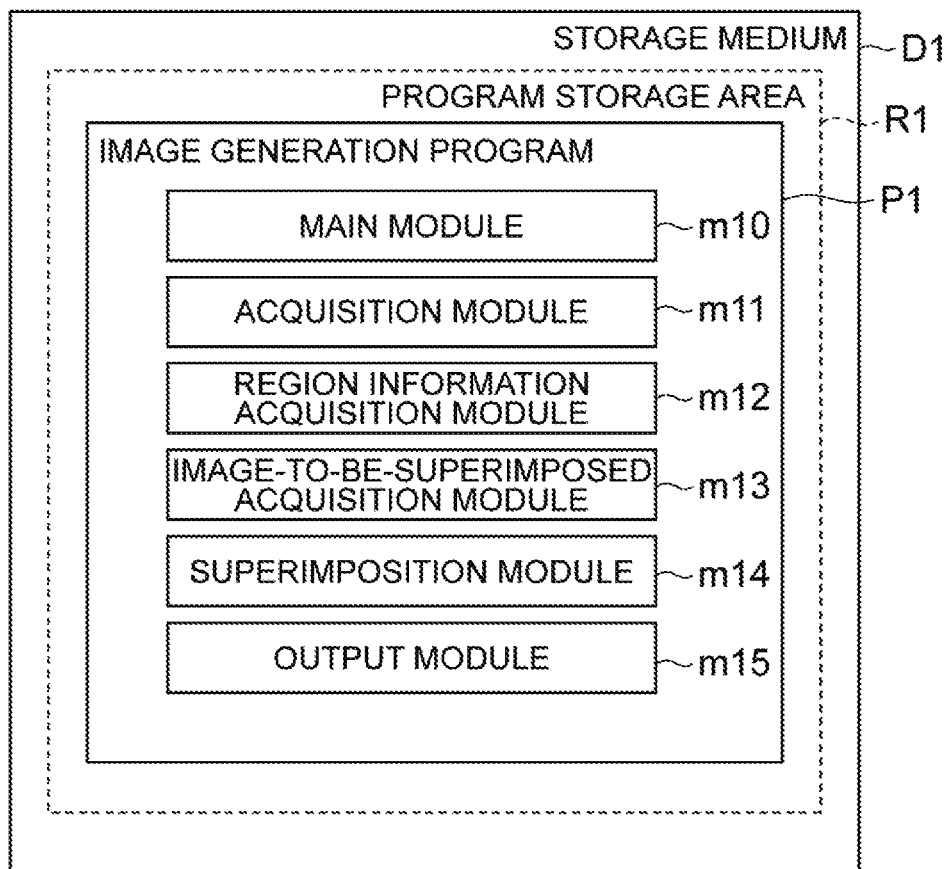 STORAGE MEDIUM
D1
PROGRAM STORAGE AREA
R1
IMAGE GENERATION PROGRAM
P1
MAIN MODULE
m10
ACQUISITION MODULE
m11
REGION INFORMATION
ACQUISITION MODULE
m12
IMAGE-TO-BE-SUPERIMPOSED
ACQUISITION MODULE
m13
SUPERIMPOSITION MODULE
m14
OUTPUT MODULE
m15